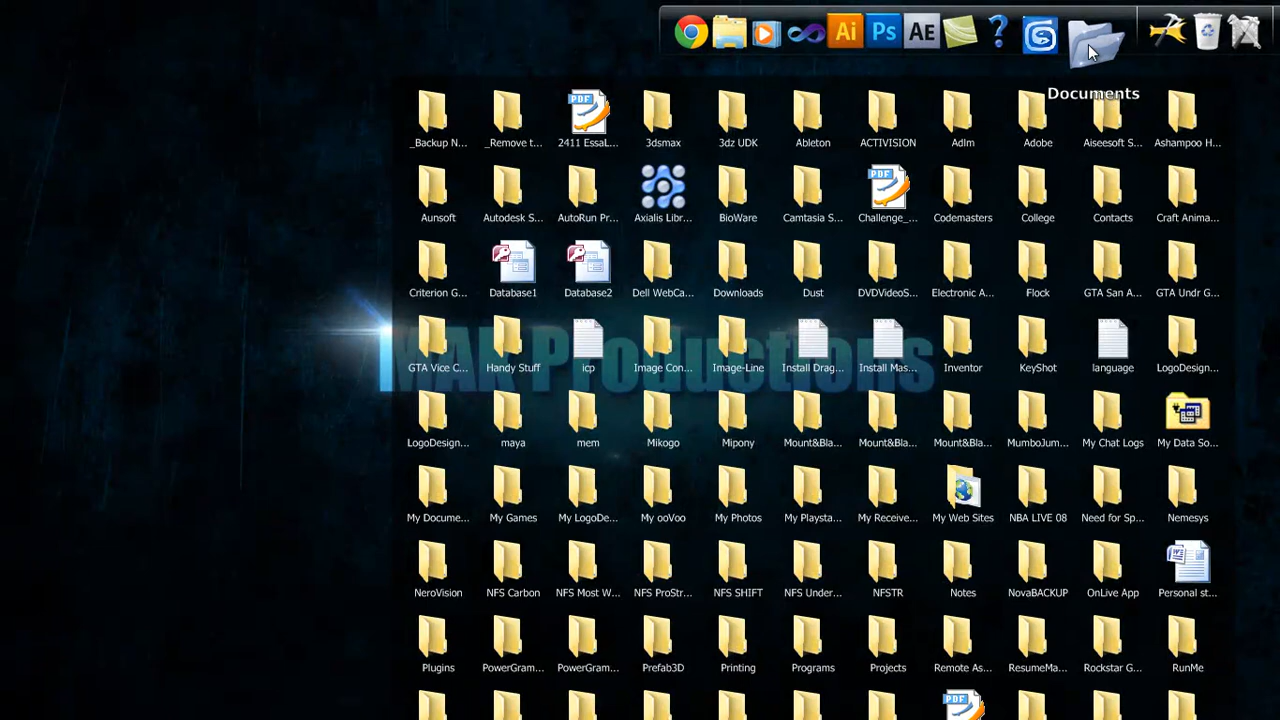 Ai Ps AE ?
Documents
_Backup N... _Remove t... 2411 EssaL... 3dsmax 3dz UDK Ableton ACTIVISION Adlm Adobe Aiseesoft S... Ashampoo H...
Aunsoft Autodesk S... AutoRun Pr... Axialis Libr... BioWare Camtasia S... Challenge_... Codemasters College Contacts Craft Anima...
Criterion G... Database1 Database2 Dell WebCa... Downloads Dust DVDVideoS... Electronic A... Flock GTA San A... GTA Undr G...
MAK Productions
GTA Vice C... Handy Stuff icp Image Con... Image-Line Install Drag... Install Mas... Inventor KeyShot language LogoDesign...
LogoDesign... maya mem Mikogo Mipony Mount&Bla... Mount&Bla... Mount&Bla... MumboJum... My Chat Logs My Data So...
My Docume... My Games My LogoDe... My ooVoo My Photos My Playsta... My Receive... My Web Sites NBA LIVE 08 Need for Sp... Nemesys
NeroVision NFS Carbon NFS Most W... NFS ProStr... NFS SHIFT NFS Under... NFSTR Notes NovaBACKUP OnLive App Personal st...
Plugins PowerGram... PowerGram... Prefab3D Printing Programs Projects Remote As... ResumeMa... Rockstar G... RunMe